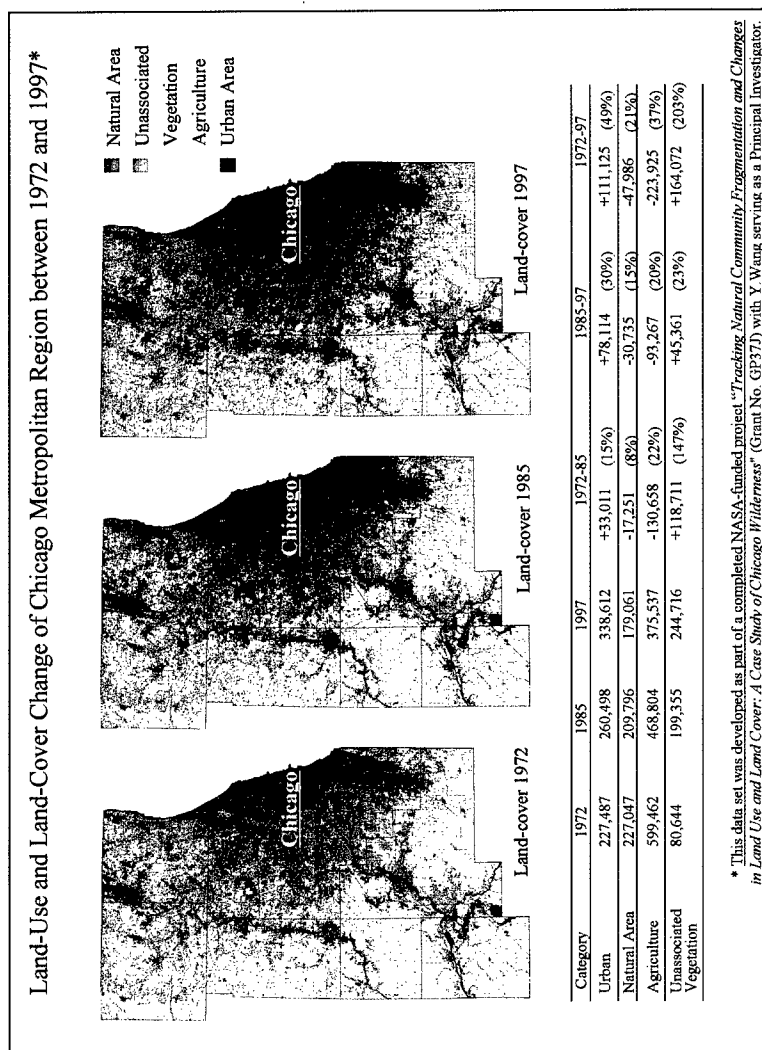 Land-Use and Land-Cover Change of Chicago Metropolitan Region between 1972 and 1997*
Natural Area
Unassociated
Vegetation
Agriculture
Urban Area
Chicago
Chicago
Chicago
Land-cover 1972
Land-cover 1985
Land-cover 1997
Category 1972 1985 1997 1972-85 1985-97 1972-97
Urban 227,487 260,498 338,612 +33,011 (15%) +78,114 (30%) +111,125 (49%)
Natural Area 227,047 209,796 179,061 -17,251 (8%) -30,735 (15%) -47,986 (21%)
Agriculture 599,462 468,804 375,537 -130,658 (22%) -93,267 (20%) -223,925 (37%)
Unassociated 80,644 199,355 244,716 +118,711 (147%) +45,361 (23%) +164,072 (203%)
Vegetation
* This data set was developed as part of a completed NASA-funded project "Tracking Natural Community Fragmentation and Changes
in Land Use and Land Cover: A Case Study of Chicago Wilderness" (Grant No. GP37J) with Y. Wang serving as a Principal Investigator.